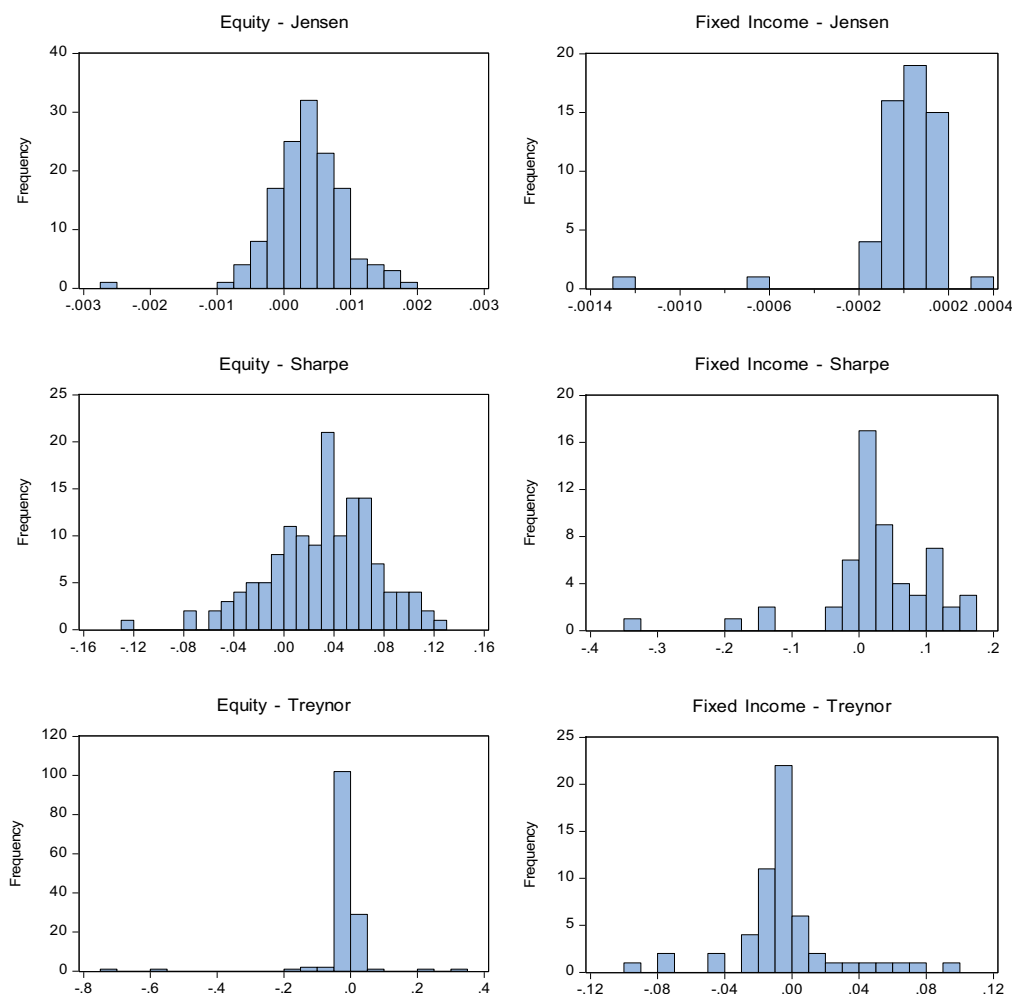 Equity - Jensen
40
30
20
10
0
Frequency
-.003 -.002 -.001 .000 .001 .002 .003
Fixed Income - Jensen
20
15
10
5
0
Frequency
-.0014 -.0010 -.0006 -.0002 .0002 .0004
Equity - Sharpe
25
20
15
10
5
0
Frequency
-.16 -.12 -.08 -.04 .00 .04 .08 .12 .16
Fixed Income - Sharpe
20
16
12
8
4
0
Frequency
-.4 -.3 -.2 -.1 .0 .1 .2
Equity - Treynor
120
100
80
60
40
20
0
Frequency
-.8 -.6 -.4 -.2 .0 .2 .4
Fixed Income - Treynor
25
20
15
10
5
0
Frequency
-.12 -.08 -.04 .00 .04 .08 .12